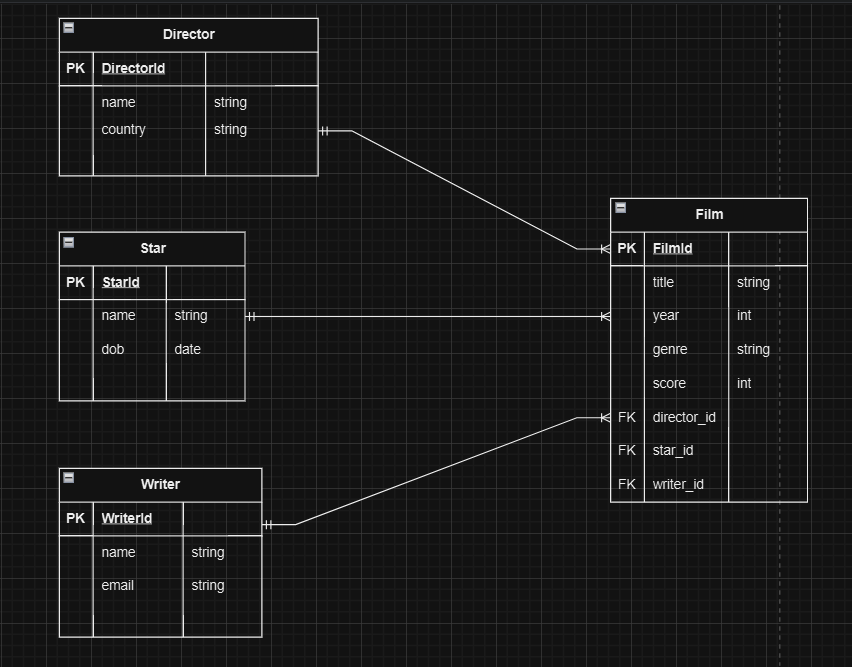 Director
PK DirectorId
name string
country string
Star
PK StarId
name string
dob date
Writer
PK WriterId
name string
email string
Film
PK FilmId
title string
year int
genre string
score int
FK director_id
FK star_id
FK writer_id